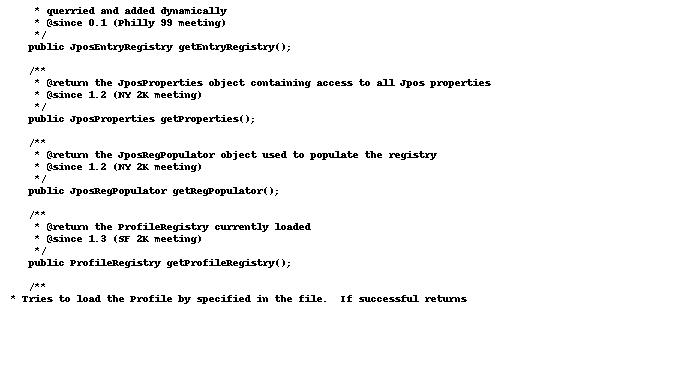 * querried and added dynamically
* @since 0.1 (Philly 99 meeting)
*/
public JposEntryRegistry getEntryRegistry();
/**
* @return the JposProperties object containing access to all Jpos properties
* @since 1.2 (NY 2K meeting)
*/
public JposProperties getProperties();
/**
* @return the JposRegPopulator object used to populate the registry
* @since 1.2 (NY 2K meeting)
*/
public JposRegPopulator getRegPopulator();
/**
* @return the ProfileRegistry currently loaded
* @since 1.3 (SF 2K meeting)
*/
public ProfileRegistry getProfileRegistry();
/**
* Tries to load the Profile by specified in the file.  If successful returns